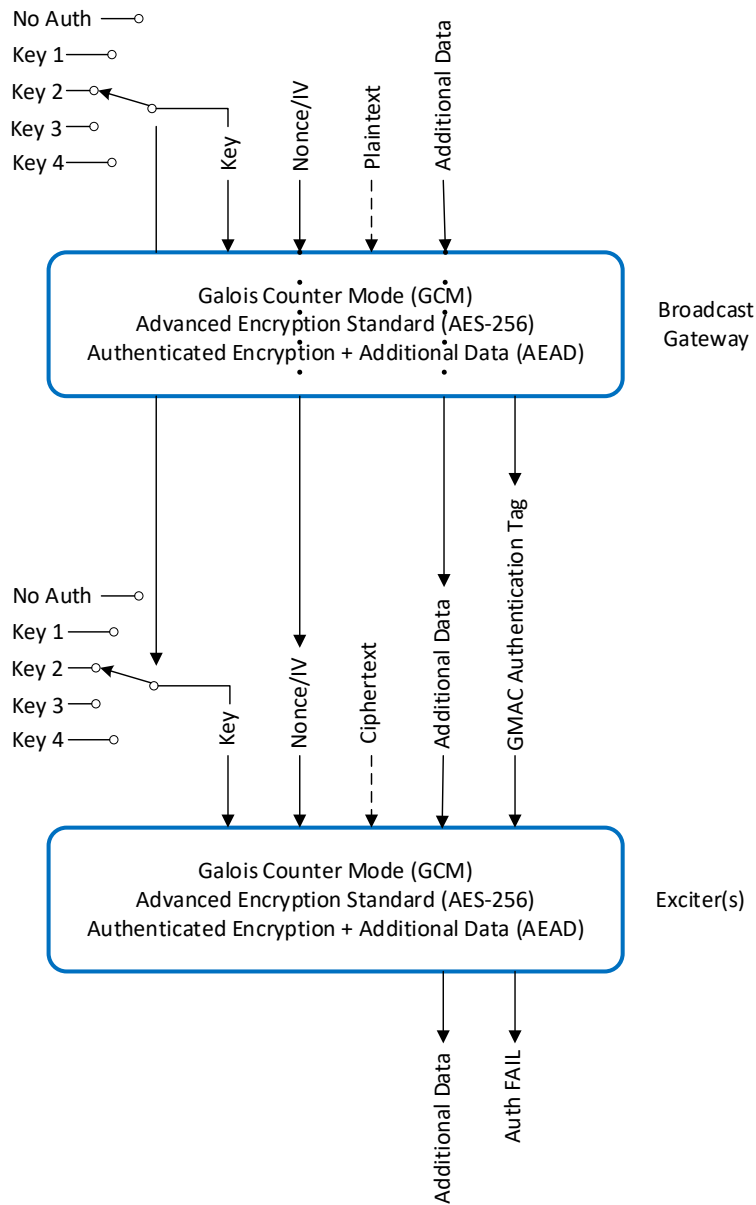 No Auth
Key 1
Key 2
Key 3
Key 4
Key
Nonce/IV
Plaintext
Additional Data
Galois Counter Mode (GCM)
Advanced Encryption Standard (AES-256)
Authenticated Encryption + Additional Data (AEAD)
Broadcast
Gateway
No Auth
Key 1
Key 2
Key 3
Key 4
Key
Nonce/IV
Ciphertext
Additional Data
GMAC Authentication Tag
Galois Counter Mode (GCM)
Advanced Encryption Standard (AES-256)
Authenticated Encryption + Additional Data (AEAD)
Exciter(s)
Additional Data
Auth FAIL